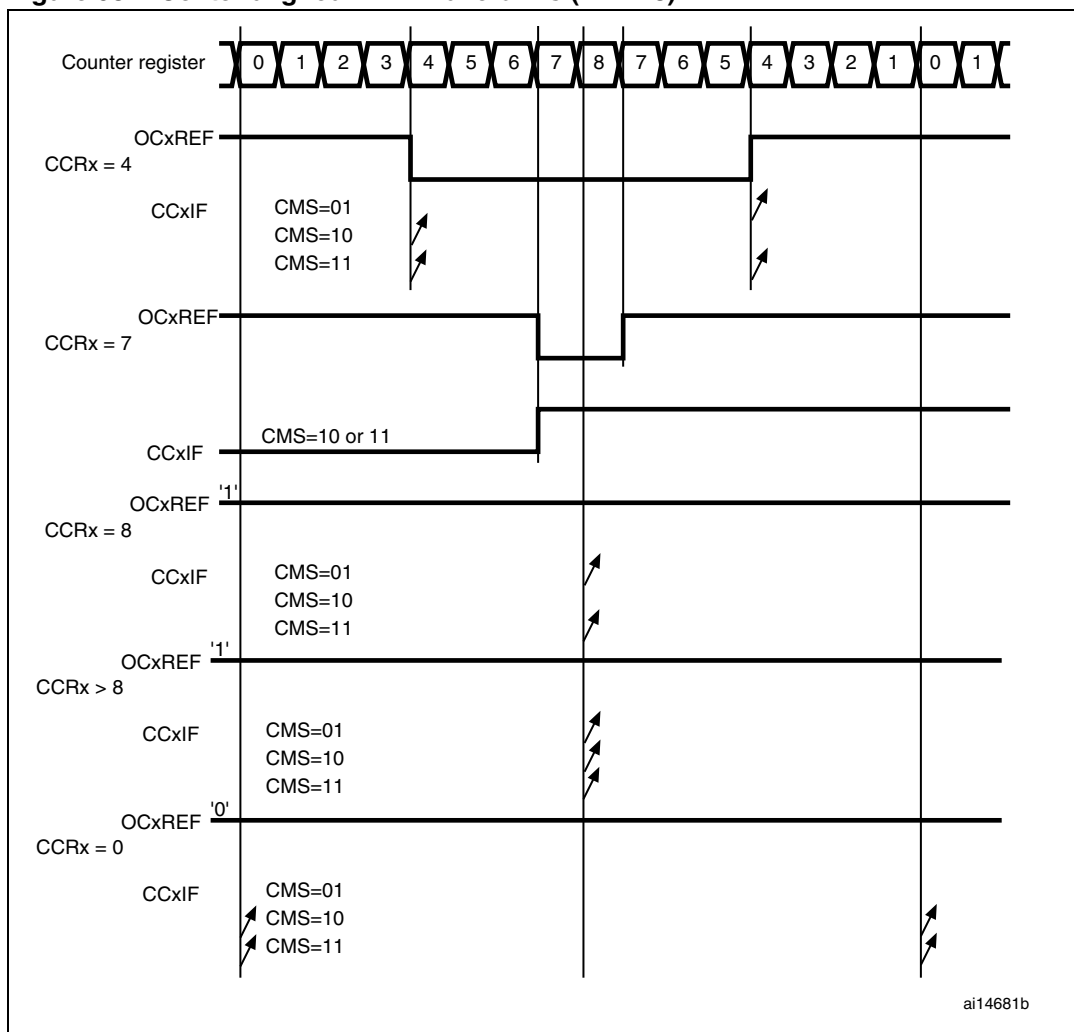 Counter register 0 1 2 3 4 5 6 7 8 7 6 5 4 3 2 1 0 1
OCxREF
CCRx = 4
CCxIF
CMS=01
CMS=10
CMS=11
OCxREF
CCRx = 7
CMS=10 or 11
CCxIF
'1'
OCxREF
CCRx = 8
CCxIF
CMS=01
CMS=10
CMS=11
'1'
OCxREF
CCRx > 8
CCxIF
CMS=01
CMS=10
CMS=11
'0'
OCxREF
CCRx = 0
CCxIF
CMS=01
CMS=10
CMS=11
ai14681b